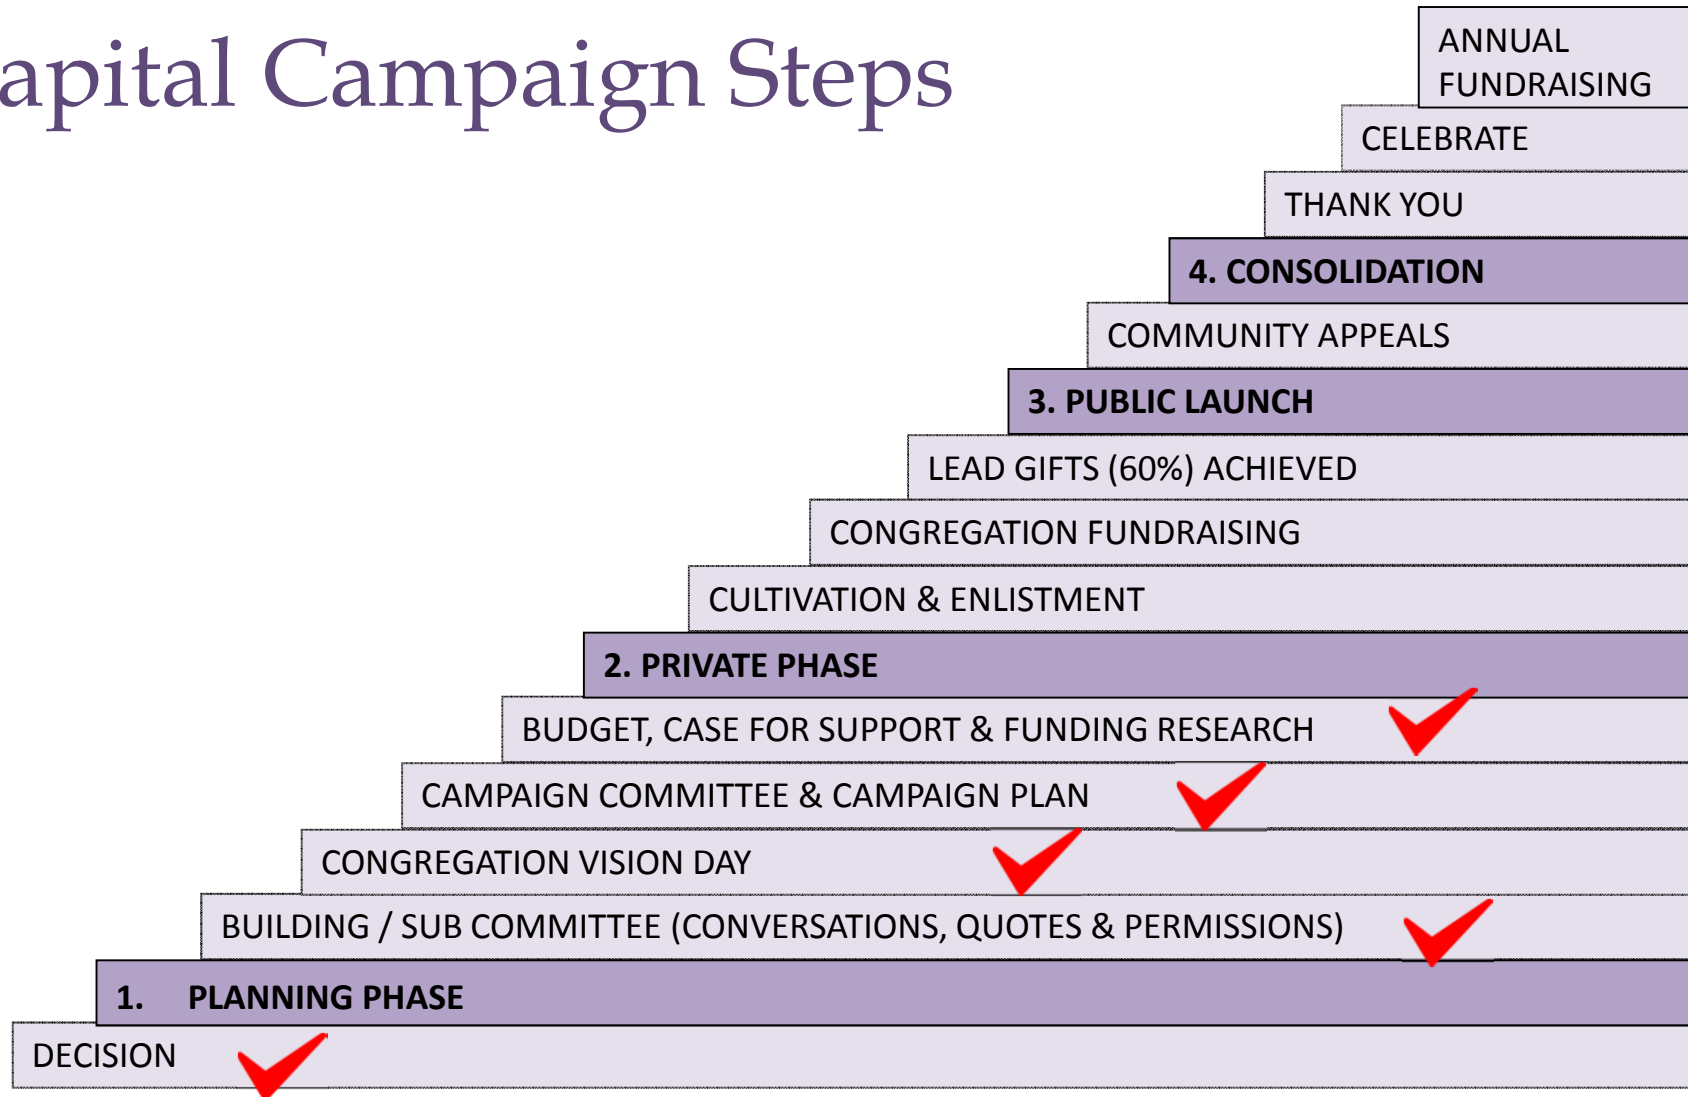 apital Campaign Steps
ANNUAL
FUNDRAISING
CELEBRATE
THANK YOU
4. CONSOLIDATION
COMMUNITY APPEALS
3. PUBLIC LAUNCH
LEAD GIFTS (60%) ACHIEVED
CONGREGATION FUNDRAISING
CULTIVATION & ENLISTMENT
2. PRIVATE PHASE
BUDGET, CASE FOR SUPPORT & FUNDING RESEARCH
CAMPAIGN COMMITTEE & CAMPAIGN PLAN
CONGREGATION VISION DAY
BUILDING / SUB COMMITTEE (CONVERSATIONS, QUOTES & PERMISSIONS)
1. PLANNING PHASE
DECISION